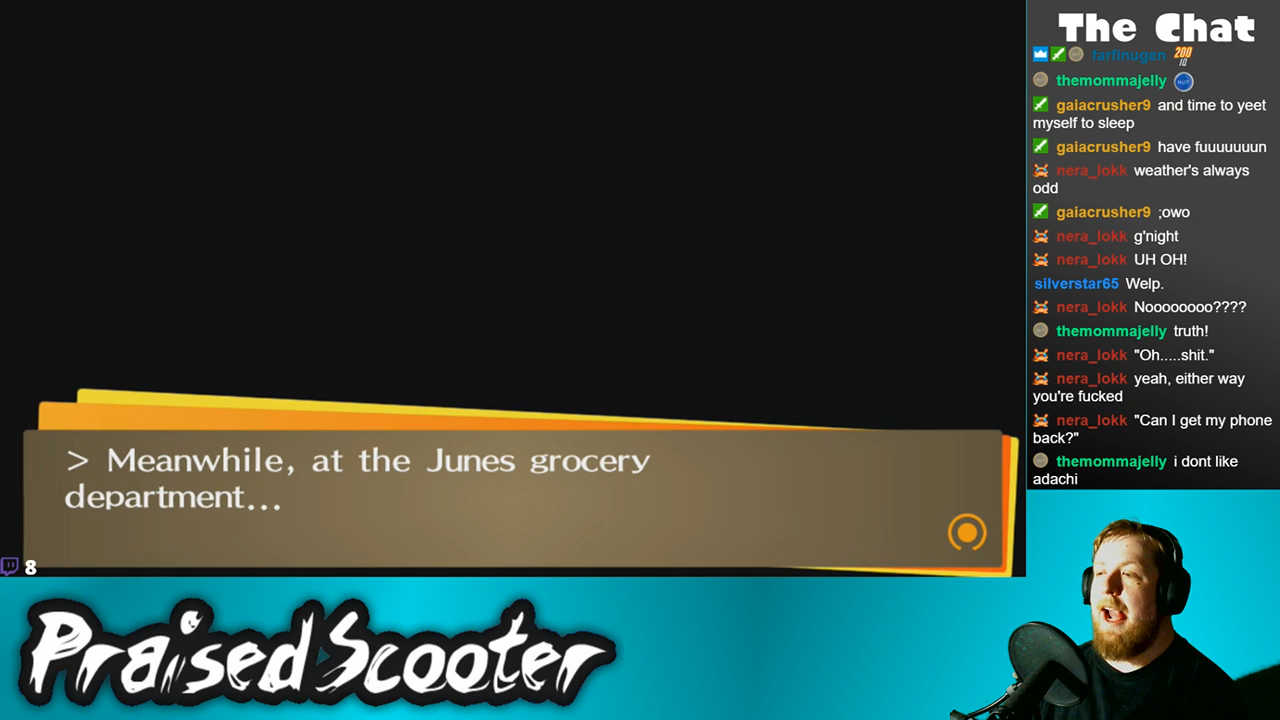 The Chat
farfinugen 200 IQ
themommajelly
gaiacrusher9 and time to yeet
myself to sleep
gaiacrusher9 have fuuuuuuun
nera_lokk weather's always
odd
gaiacrusher9 ;owo
nera_lokk g'night
nera_lokk UH OH!
silverstar65 Welp.
nera_lokk Noooooooo????
themommajelly truth!
nera_lokk "Oh.....shit."
nera_lokk yeah, either way
you're fucked
nera_lokk "Can I get my phone
back?"
themommajelly i dont like
adachi
> Meanwhile, at the Junes grocery
department...
8
PraisedScooter